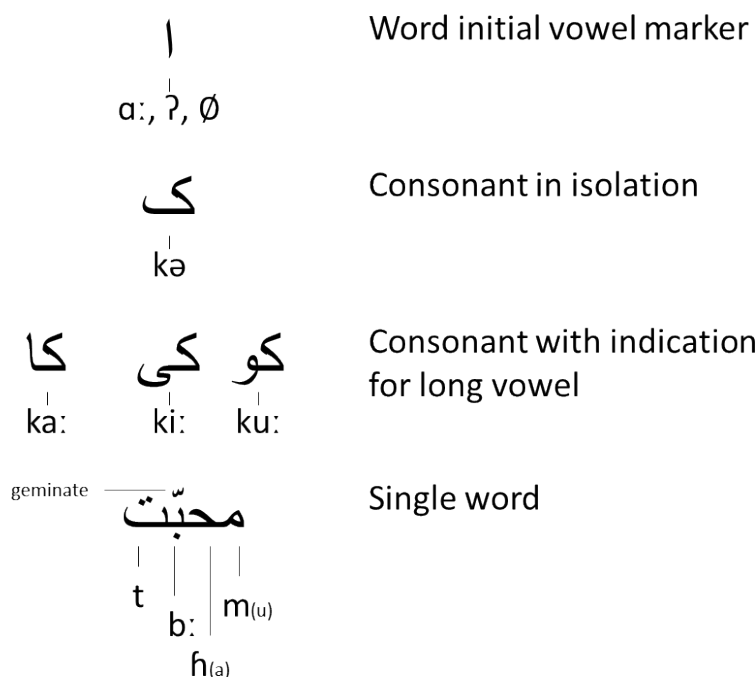 ا Word initial vowel marker
ɑː, ʔ, Ø
ک Consonant in isolation
kə
کا کی کو Consonant with indication
for long vowel
kaː kiː kuː
geminate محبّت Single word
t bː ɦ(a) m(u)